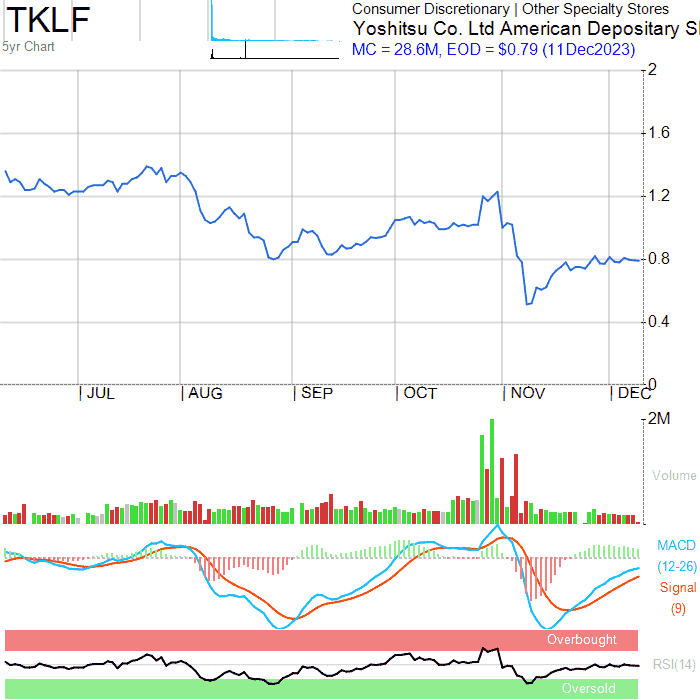 TKLF
5yr Chart
Consumer Discretionary | Other Specialty Stores
Yoshitsu Co. Ltd American Depositary S
MC = 28.6M, EOD = $0.79 (11Dec2023)
2
1.6
1.2
0.8
0.4
0
JUL AUG SEP OCT NOV DEC
2M
Volume
MACD
(12-26)
Signal
(9)
Overbought
RSI(14)
Oversold